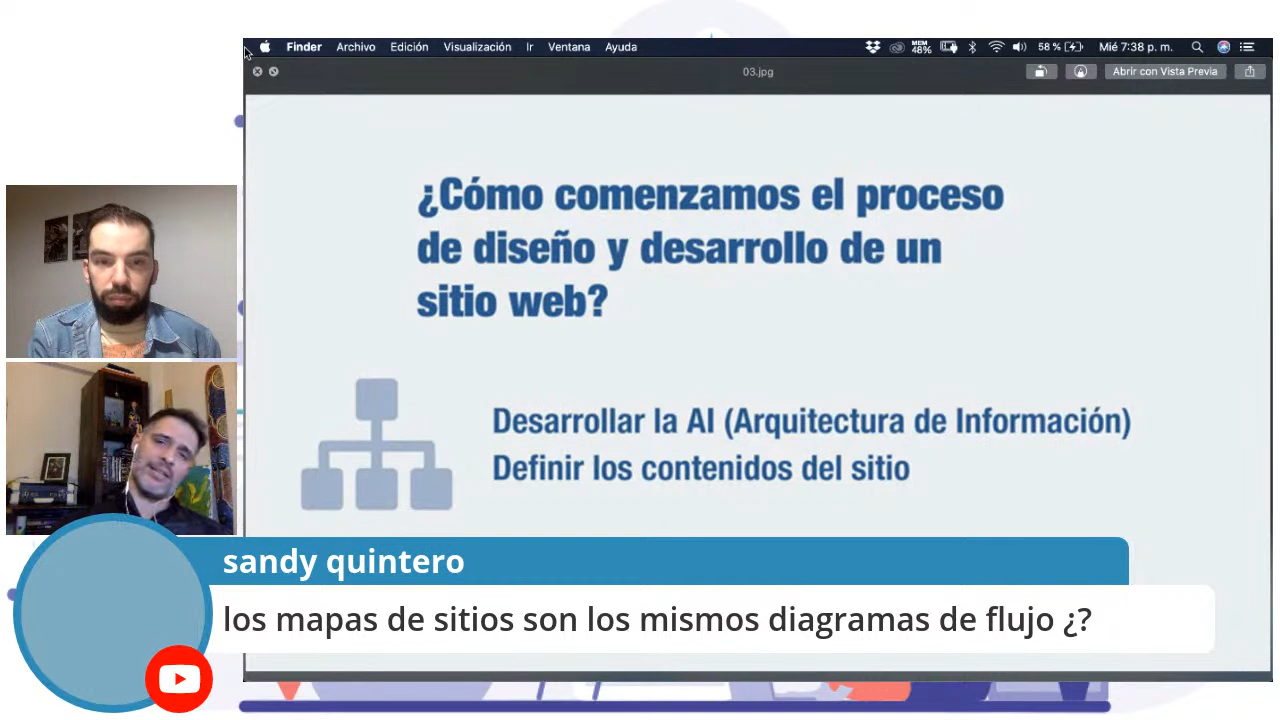 Finder Archivo Edición Visualización Ir Ventana Ayuda
MEM
48%
58 %
Mié 7:38 p. m.
03.jpg
Abrir con Vista Previa
¿Cómo comenzamos el proceso
de diseño y desarrollo de un
sitio web?
Desarrollar la AI (Arquitectura de Información)
Definir los contenidos del sitio
sandy quintero
los mapas de sitios son los mismos diagramas de flujo ¿?